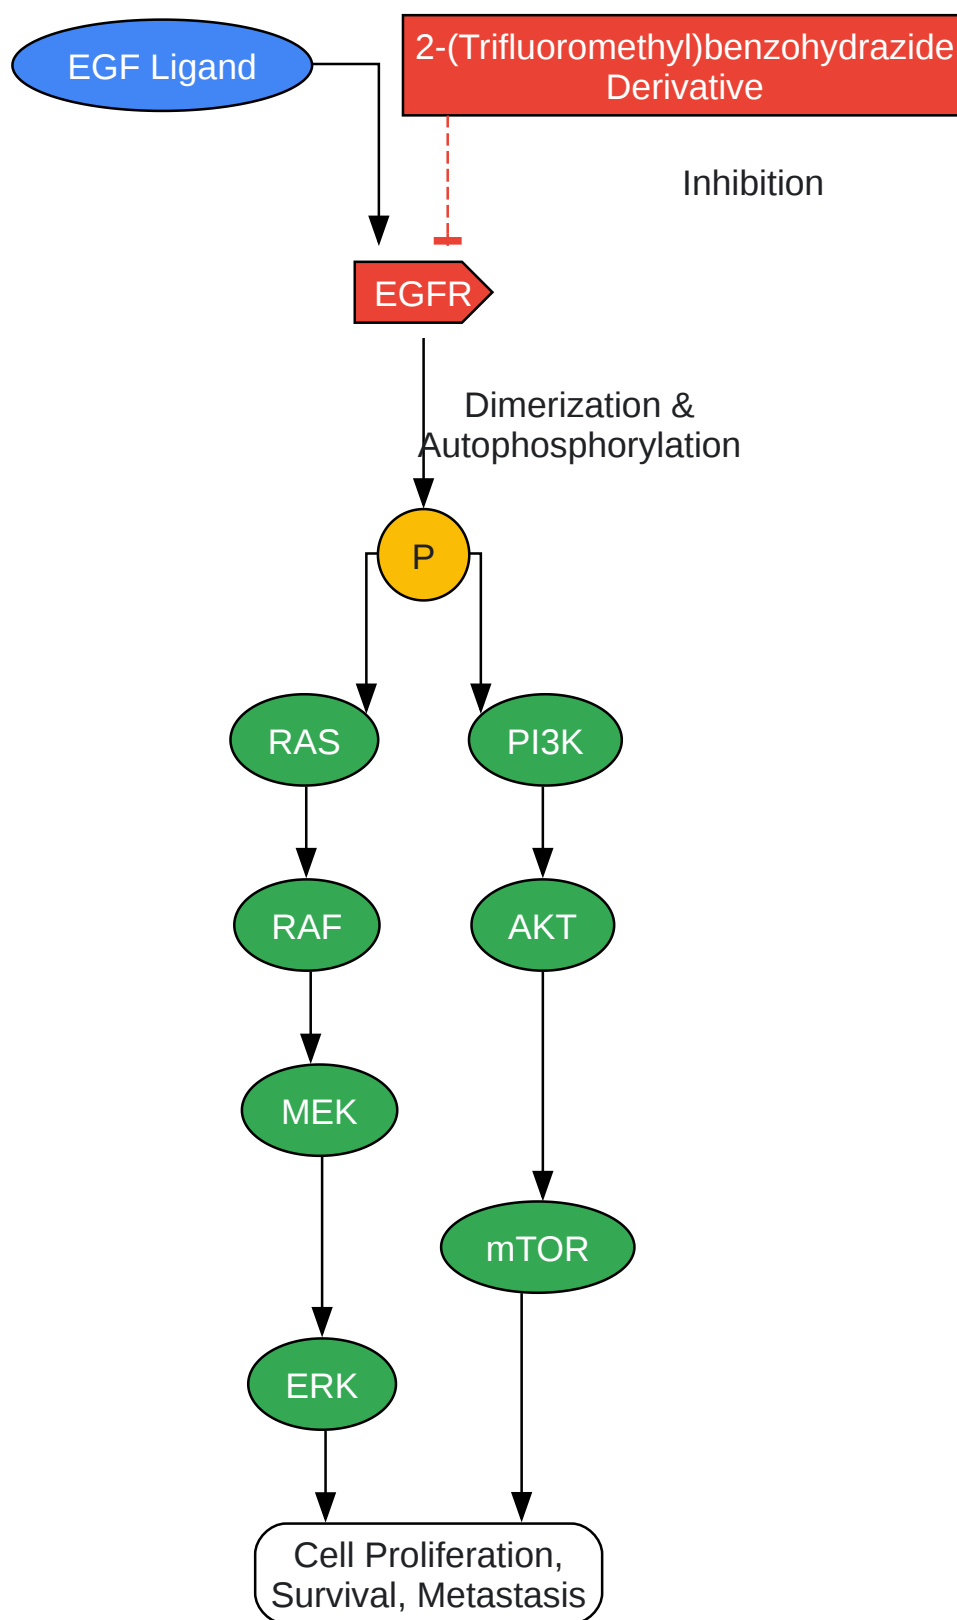 EGF Ligand
2-(Trifluoromethyl)benzohydrazide
Derivative
Inhibition
EGFR
Dimerization &
Autophosphorylation
P
RAS
PI3K
RAF
AKT
MEK
mTOR
ERK
Cell Proliferation,
Survival, Metastasis